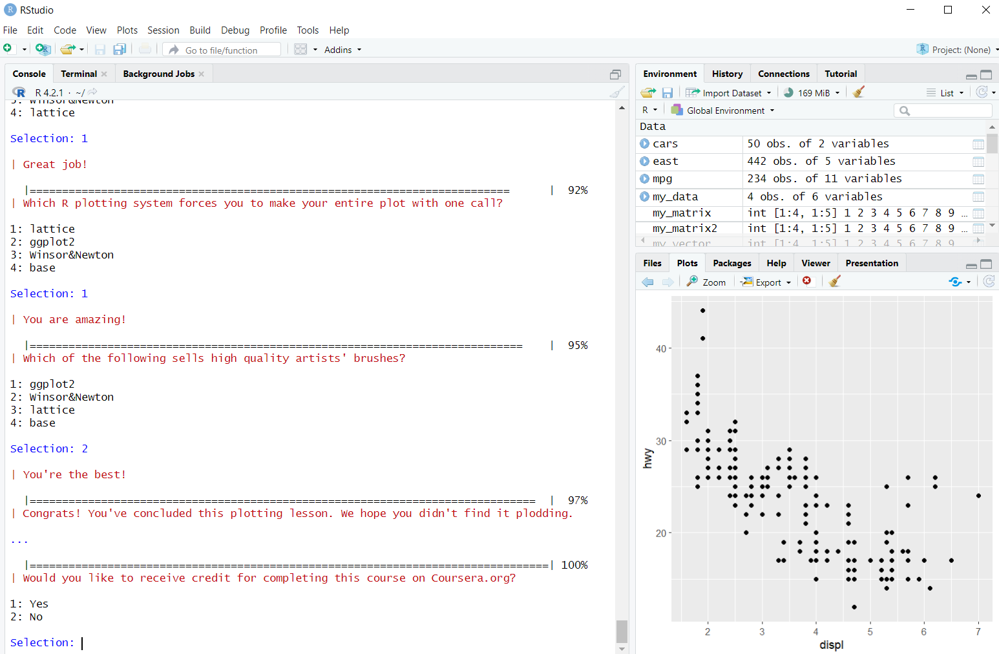 RStudio
File Edit Code View Plots Session Build Debug Profile Tools Help
Go to file/function Addins Project: (None)
Console Terminal Background Jobs
R 4.2.1 · ~/
3: Winsor&Newton
4: lattice
Selection: 1
| Great job!
|==========================================================================      |  92%
| Which R plotting system forces you to make your entire plot with one call?
1: lattice
2: ggplot2
3: Winsor&Newton
4: base
Selection: 1
| You are amazing!
|============================================================================    |  95%
| Which of the following sells high quality artists' brushes?
1: ggplot2
2: Winsor&Newton
3: lattice
4: base
Selection: 2
| You're the best!
|==============================================================================  |  97%
| Congrats! You've concluded this plotting lesson. We hope you didn't find it plodding.
...
|================================================================================| 100%
| Would you like to receive credit for completing this course on Coursera.org?
1: Yes
2: No
Selection:
Environment History Connections Tutorial
Import Dataset 169 MiB List
R Global Environment
Data
cars 50 obs. of 2 variables
east 442 obs. of 5 variables
mpg 234 obs. of 11 variables
my_data 4 obs. of 6 variables
my_matrix int [1:4, 1:5] 1 2 3 4 5 6 7 8 9 ...
my_matrix2 int [1:4, 1:5] 1 2 3 4 5 6 7 8 9 ...
my_vector int [1:4, 1:5] 1 2 3 4 5 6 7 8 9
Files Plots Packages Help Viewer Presentation
Zoom Export
40
30
20
hwy
2 3 4 5 6 7
displ